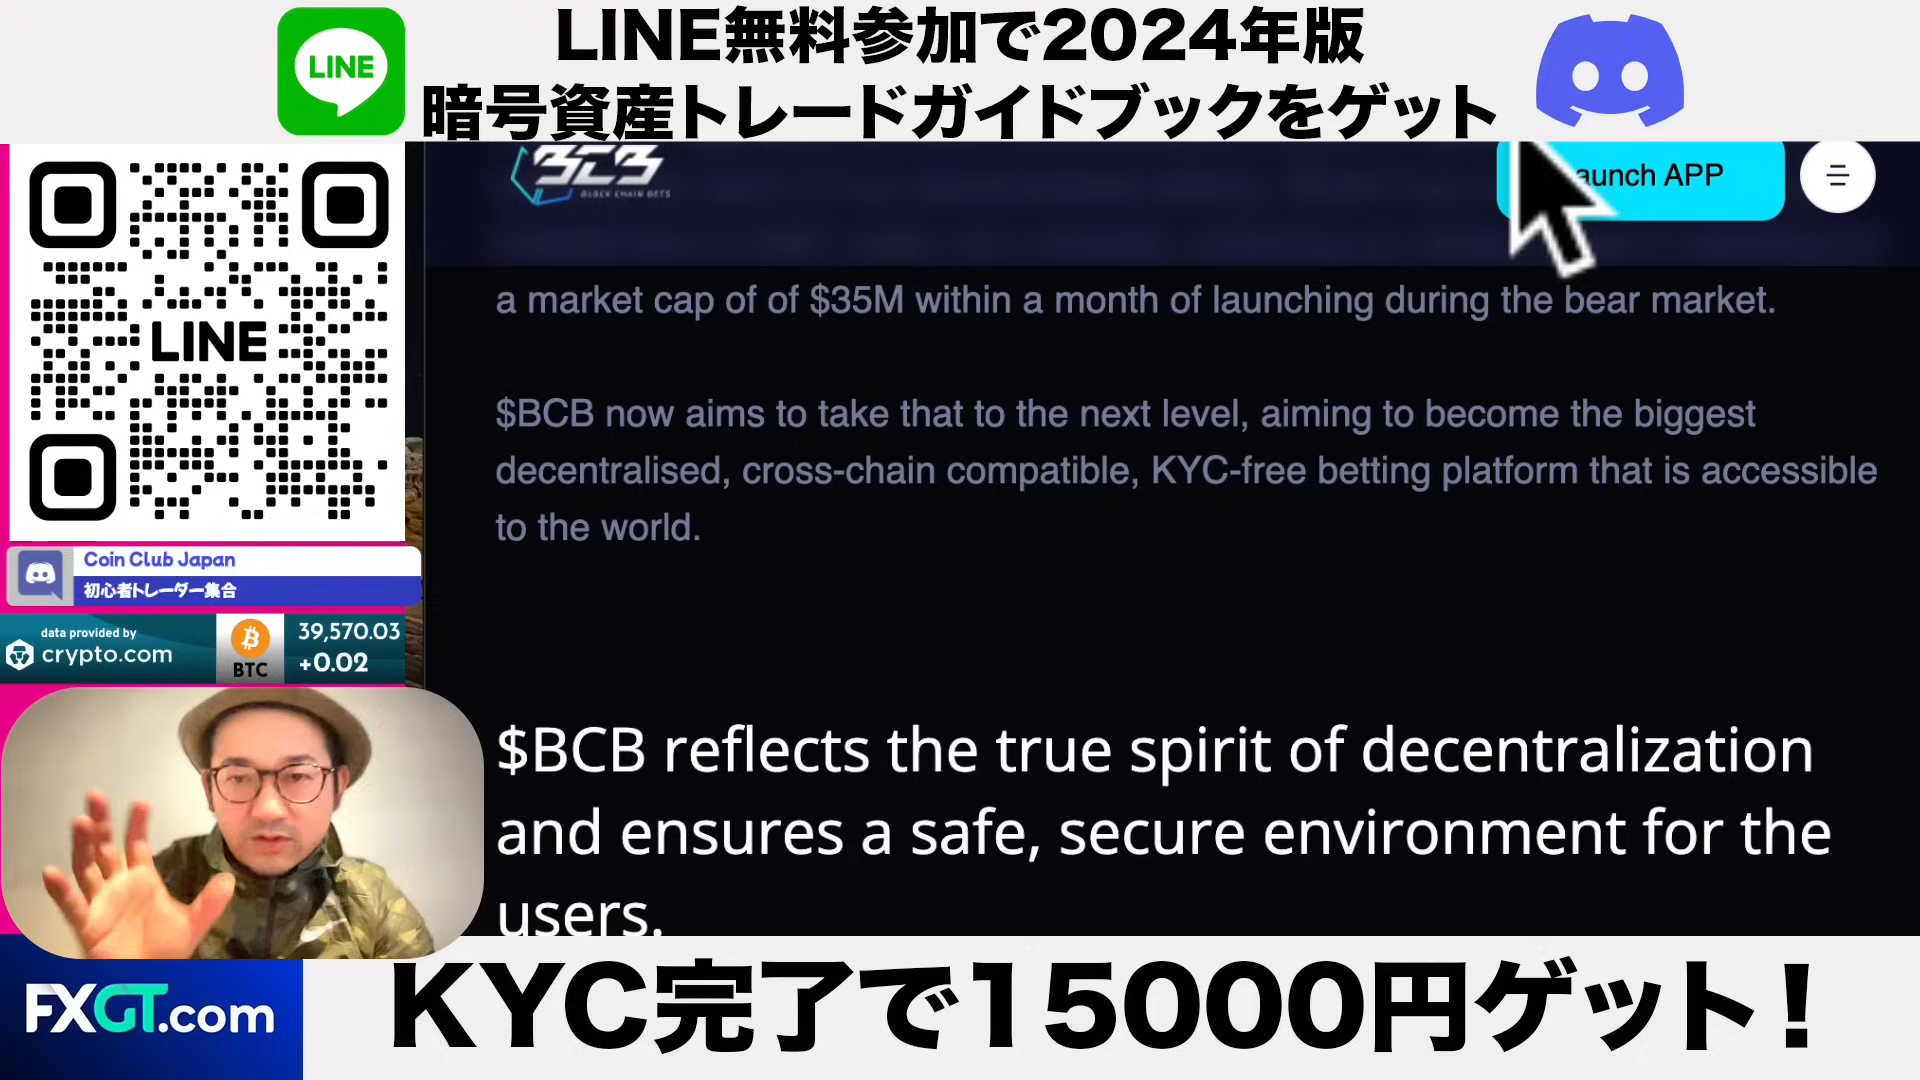 LINE
LINE無料参加で2024年版
暗号資産トレードガイドブックをゲット
BCB
BLOCK CHAIN BETS
aunch APP
LINE
a market cap of of $35M within a month of launching during the bear market.
$BCB now aims to take that to the next level, aiming to become the biggest
decentralised, cross-chain compatible, KYC-free betting platform that is accessible
to the world.
Coin Club Japan
初心者トレーダー集合
data provided by
crypto.com
BTC
39,570.03
+0.02
$BCB reflects the true spirit of decentralization
and ensures a safe, secure environment for the
users.
FXGT.com
KYC完了で15000円ゲット！